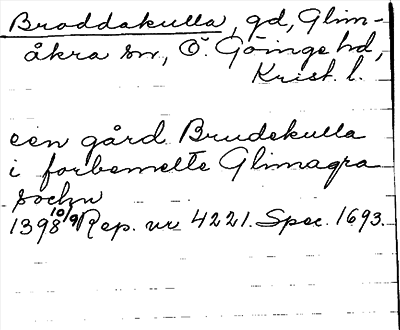 Broddakulla, gd, Glim-
åkra sn., Ö. Göinge hd,
Krist. l.
een gård Brudekulla
i forbemelte Glimagra
sochn
1398 10/9 Rep. nr 4221. Spec. 1693.